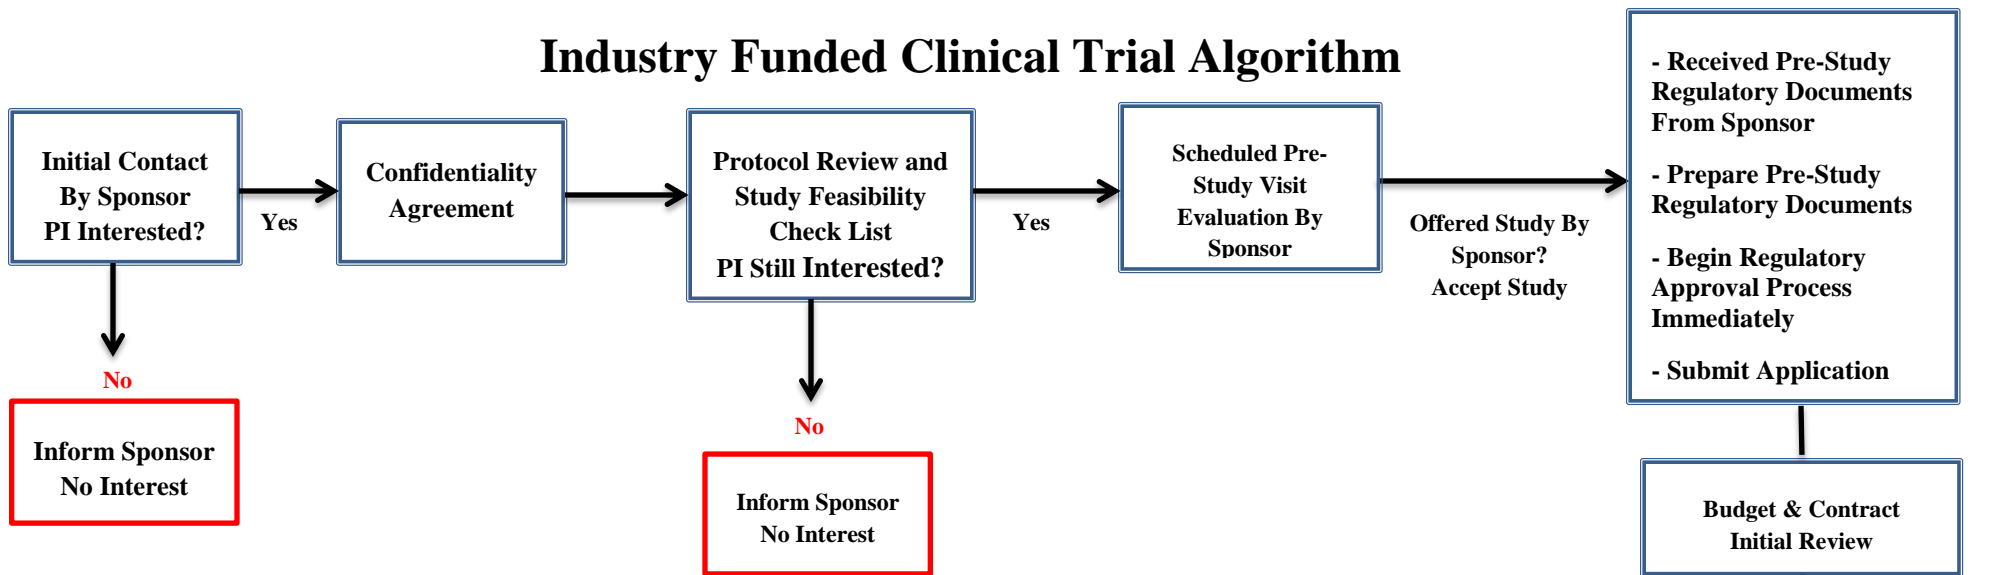 Industry Funded Clinical Trial Algorithm
Initial Contact
By Sponsor
PI Interested?
Yes
No
Inform Sponsor
No Interest
Confidentiality
Agreement
Protocol Review and
Study Feasibility
Check List
PI Still Interested?
Yes
No
Inform Sponsor
No Interest
Scheduled Pre-
Study Visit
Evaluation By
Sponsor
Offered Study By
Sponsor?
Accept Study
- Received Pre-Study
Regulatory Documents
From Sponsor
- Prepare Pre-Study
Regulatory Documents
- Begin Regulatory
Approval Process
Immediately
- Submit Application
Budget & Contract
Initial Review